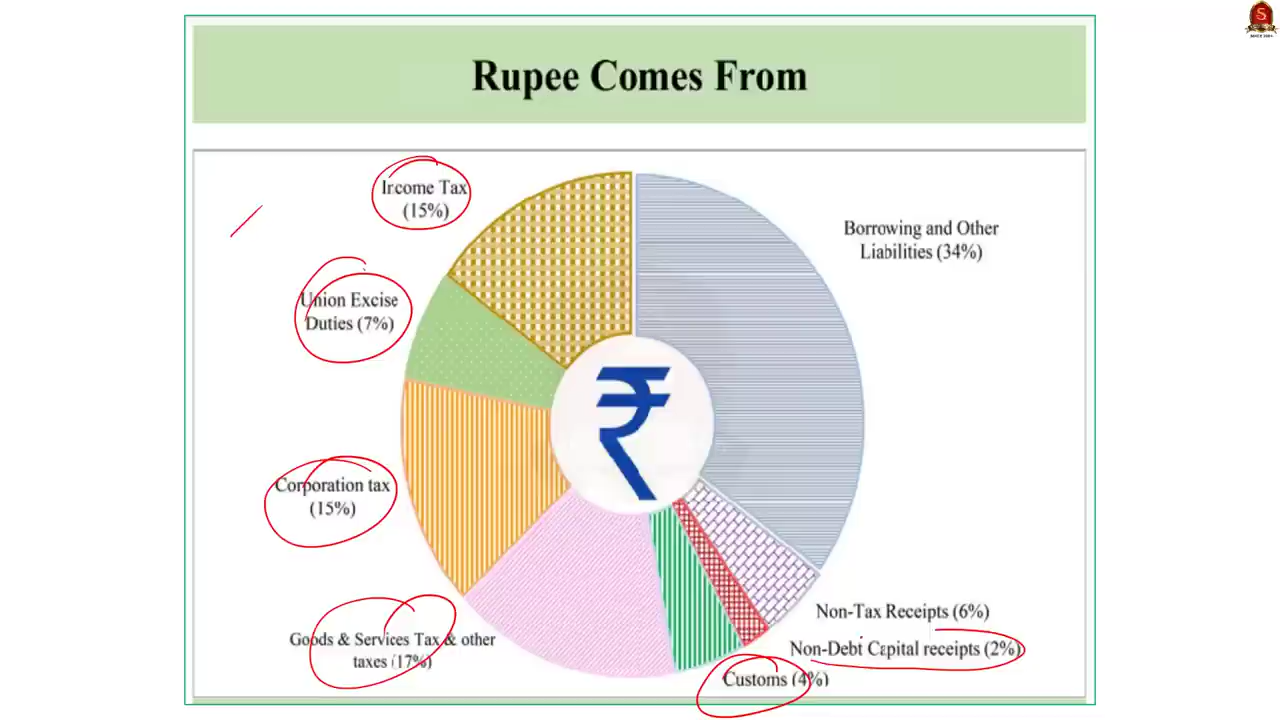 Rupee Comes From
Income Tax
(15%)
Borrowing and Other
Liabilities (34%)
Union Excise
Duties (7%)
₹
Corporation tax
(15%)
Goods & Services Tax & other
taxes (17%)
Non-Tax Receipts (6%)
Non-Debt Capital receipts (2%)
Customs (4%)